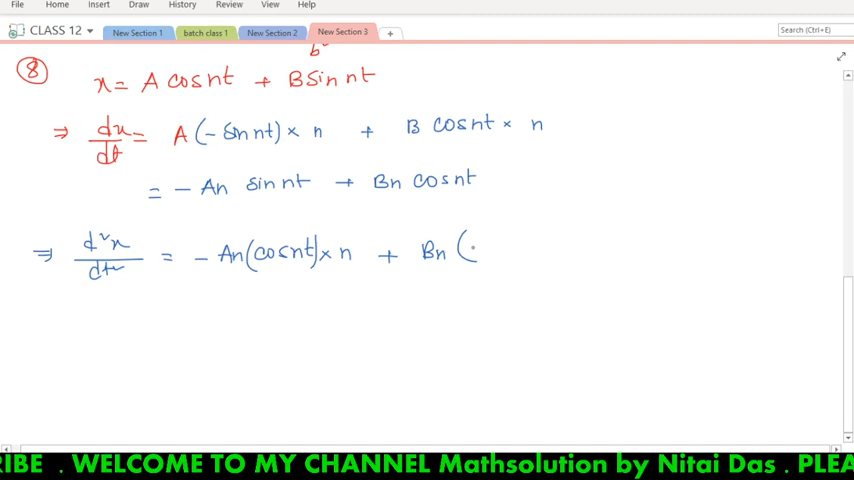 File Home Insert Draw History Review View Help
CLASS 12 New Section 1 batch class 1 New Section 2 New Section 3 + Search (Ctrl+E)
⑧ x = A cos nt + B sin nt
⇒ dx/dt = A (- sin nt) × n + B cos nt × n
= - An sin nt + Bn cos nt
⇒ d²x/dt² = - An (cos nt) × n + Bn (
RIBE . WELCOME TO MY CHANNEL Mathsolution by Nitai Das . PLEA